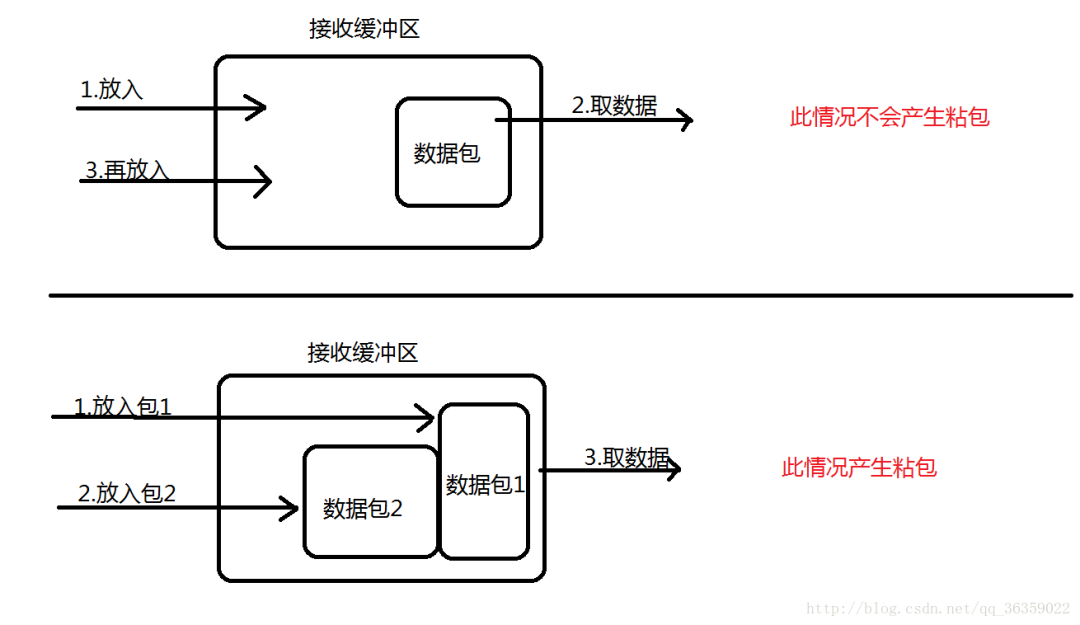 接收缓冲区
1.放入
2.取数据
此情况不会产生粘包
数据包
3.再放入
接收缓冲区
1.放入包1
3.取数据
此情况产生粘包
数据包1
2.放入包2
数据包2
http://blog.csdn.net/qq_36359022